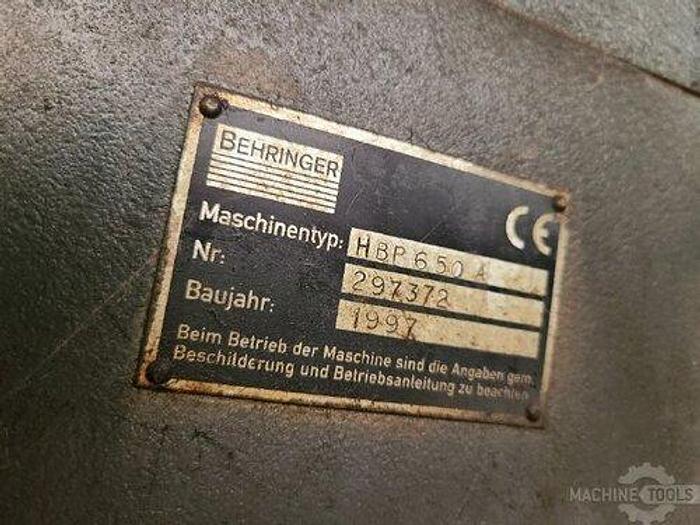 BEHRINGER
CE
Maschinentyp: HBP 650 A
Nr: 297372
Baujahr: 1997
Beim Betrieb der Maschine sind die Angaben gem.
Beschilderung und Betriebsanleitung zu beachten
MACHINE TOOLS